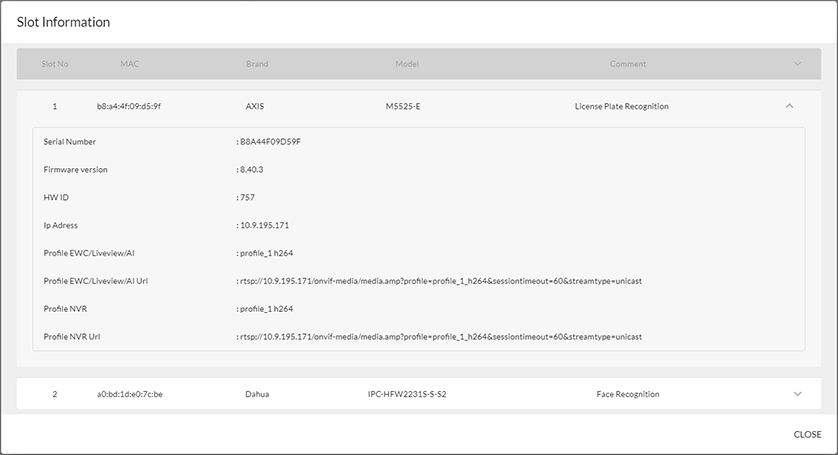 Slot Information
Slot No MAC Brand Model Comment
1 b8:a4:4f:09:d5:9f AXIS M5525-E License Plate Recognition
Serial Number : B8A44F09D59F
Firmware version : 8.40.3
HW ID : 757
Ip Adress : 10.9.195.171
Profile EWC/Liveview/AI : profile_1 h264
Profile EWC/Liveview/AI Url : rtsp://10.9.195.171/onvif-media/media.amp?profile=profile_1_h264&sessiontimeout=60&streamtype=unicast
Profile NVR : profile_1 h264
Profile NVR Url : rtsp://10.9.195.171/onvif-media/media.amp?profile=profile_1_h264&sessiontimeout=60&streamtype=unicast
2 a0:bd:1d:e0:7c:be Dahua IPC-HFW2231S-S-S2 Face Recognition
CLOSE